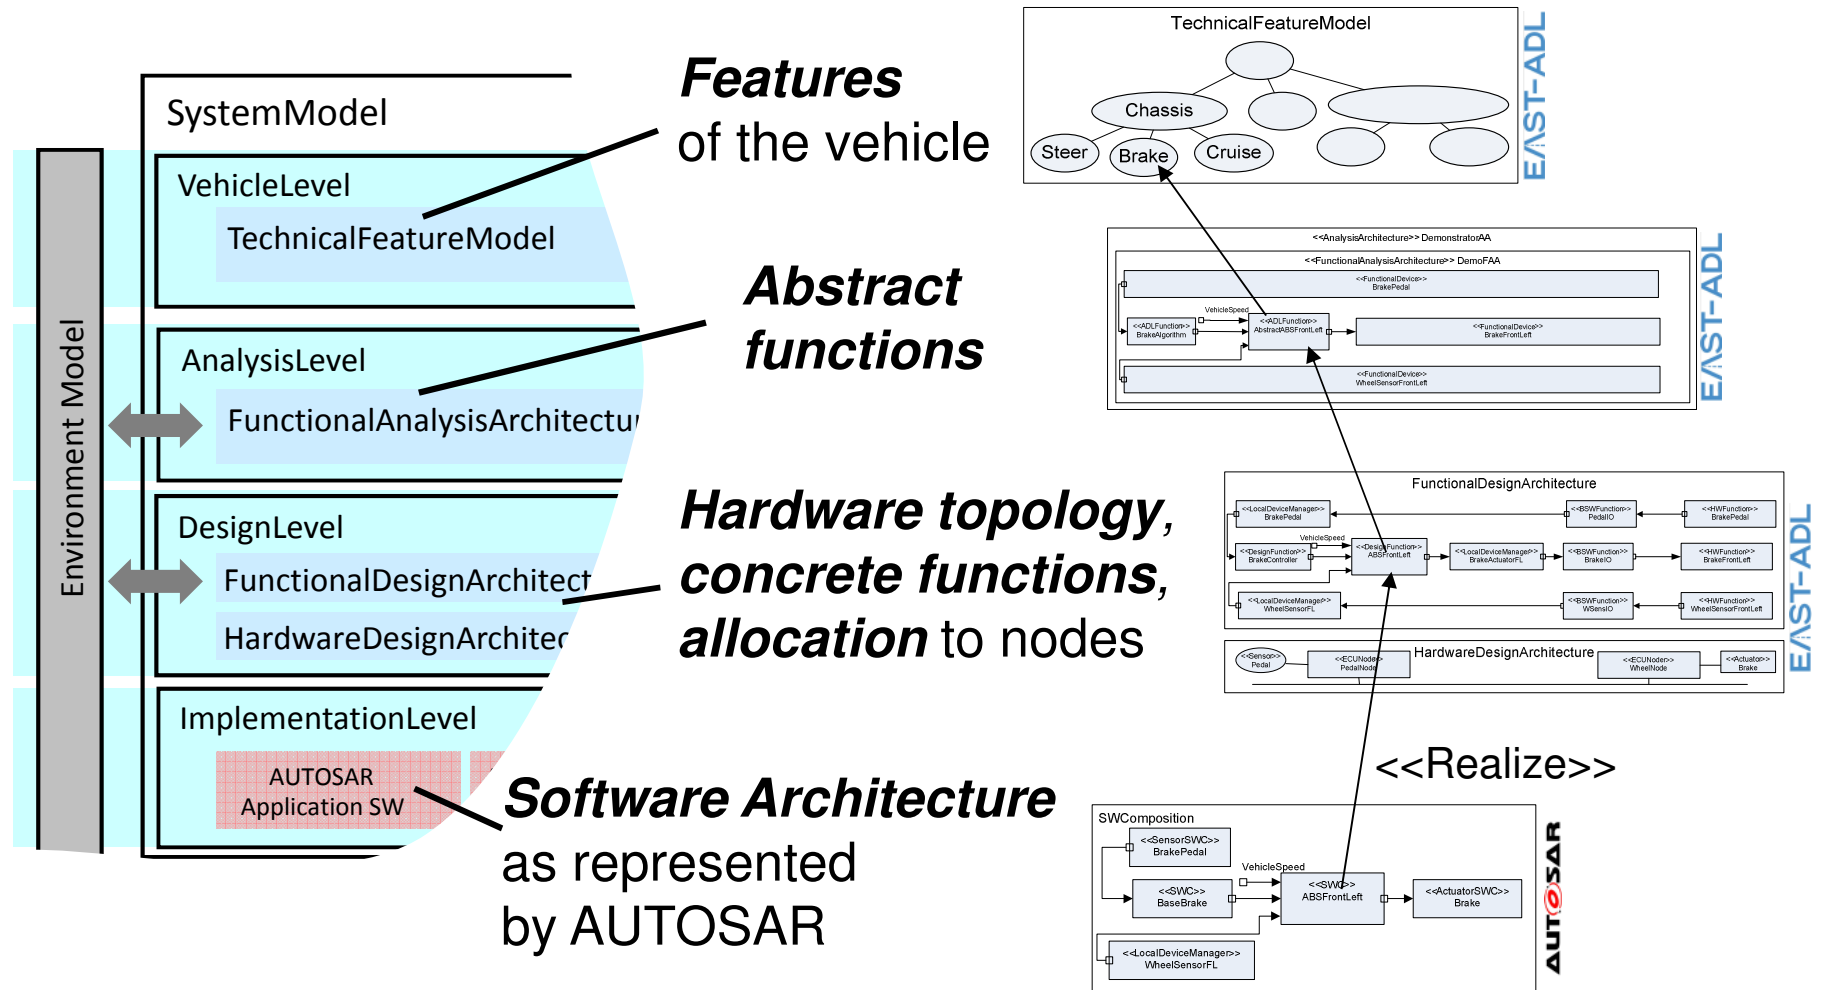 SystemModel
VehicleLevel
TechnicalFeatureModel
AnalysisLevel
FunctionalAnalysisArchitectu
DesignLevel
FunctionalDesignArchitect
HardwareDesignArchitec
ImplementationLevel
AUTOSAR
Application SW
Environment Model
Features
of the vehicle
Abstract
functions
Hardware topology,
concrete functions,
allocation to nodes
Software Architecture
as represented
by AUTOSAR
TechnicalFeatureModel
Chassis
Steer
Brake
Cruise
EAST-ADL
<<AnalysisArchitecture>> DemonstratorAA
<<FunctionalAnalysisArchitecture>> DemoFAA
<<FunctionalDevice>>
BrakePedal
VehicleSpeed
<<ADLFunction>>
BrakeAlgorithm
<<ADLFunction>>
AbstractABSFrontLeft
<<FunctionalDevice>>
BrakeFrontLeft
<<FunctionalDevice>>
WheelSensorFrontLeft
EAST-ADL
FunctionalDesignArchitecture
<<LocalDeviceManager>>
BrakePedal
<<BSWFunction>>
PedalIO
<<HWFunction>>
BrakePedal
VehicleSpeed
<<DesignFunction>>
BrakeController
<<DesignFunction>>
ABSFrontLeft
<<LocalDeviceManager>>
BrakeActuatorFL
<<BSWFunction>>
BrakeIO
<<HWFunction>>
BrakeFrontLeft
<<LocalDeviceManager>>
WheelSensorFL
<<BSWFunction>>
WSensIO
<<HWFunction>>
WheelSensorFrontLeft
HardwareDesignArchitecture
<<Sensor>>
Pedal
<<ECUNode>>
PedalNode
<<ECUNode>>
WheelNode
<<Actuator>>
Brake
EAST-ADL
<<Realize>>
SWComposition
<<SensorSWC>>
BrakePedal
VehicleSpeed
<<SWC>>
BaseBrake
<<SWC>>
ABSFrontLeft
<<ActuatorSWC>>
Brake
<<LocalDeviceManager>>
WheelSensorFL
AUTOSAR